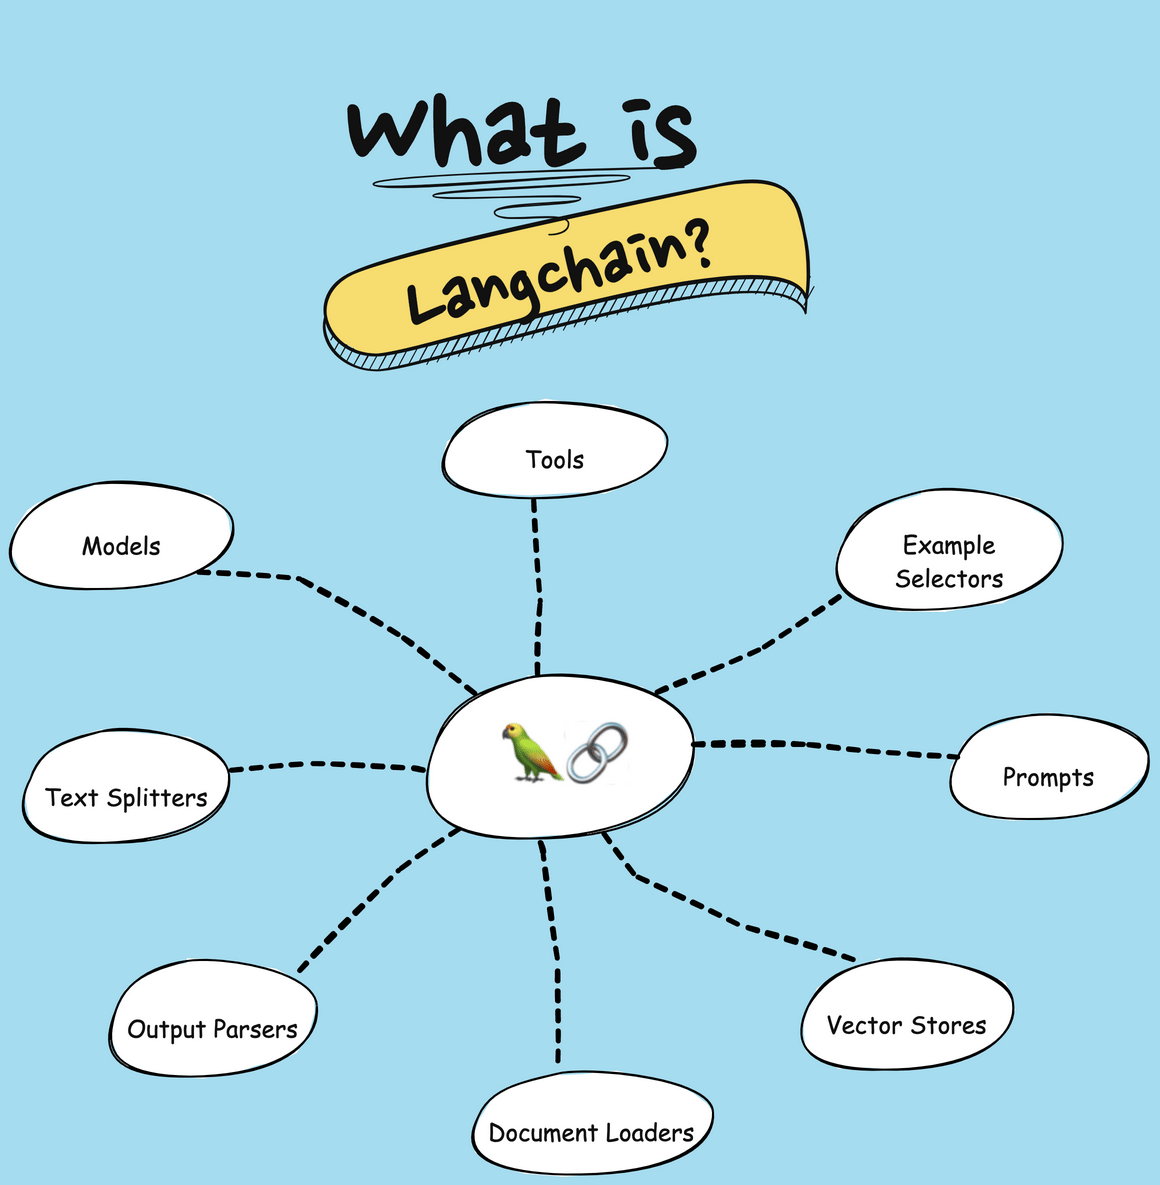 What is
Langchain?
Tools
Models
Example
Selectors
Prompts
Text Splitters
Output Parsers
Vector Stores
Document Loaders